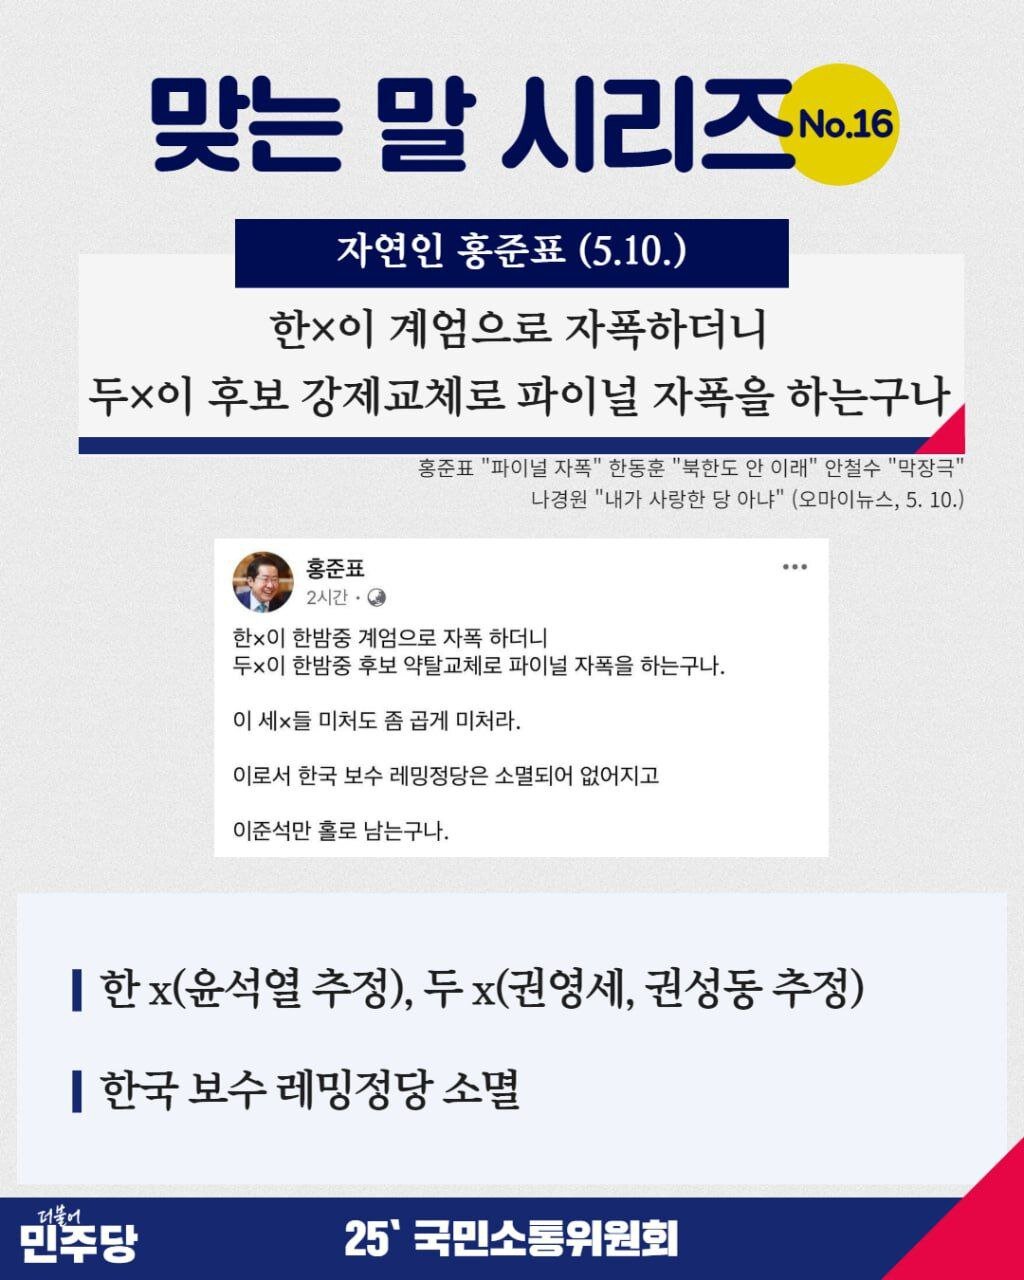 맞는 말 시리즈 No.16
자연인 홍준표 (5.10.)
한×이 계엄으로 자폭하더니
두×이 후보 강제교체로 파이널 자폭을 하는구나
홍준표 "파이널 자폭" 한동훈 "북한도 안 이래" 안철수 "막장극"
나경원 "내가 사랑한 당 아냐" (오마이뉴스, 5. 10.)
홍준표
2시간 ·
한×이 한밤중 계엄으로 자폭 하더니
두×이 한밤중 후보 약탈교체로 파이널 자폭을 하는구나.
이 세×들 미처도 좀 곱게 미처라.
이로서 한국 보수 레밍정당은 소멸되어 없어지고
이준석만 홀로 남는구나.
한 x(윤석열 추정), 두 x(권영세, 권성동 추정)
한국 보수 레밍정당 소멸
더불어
민주당
25` 국민소통위원회